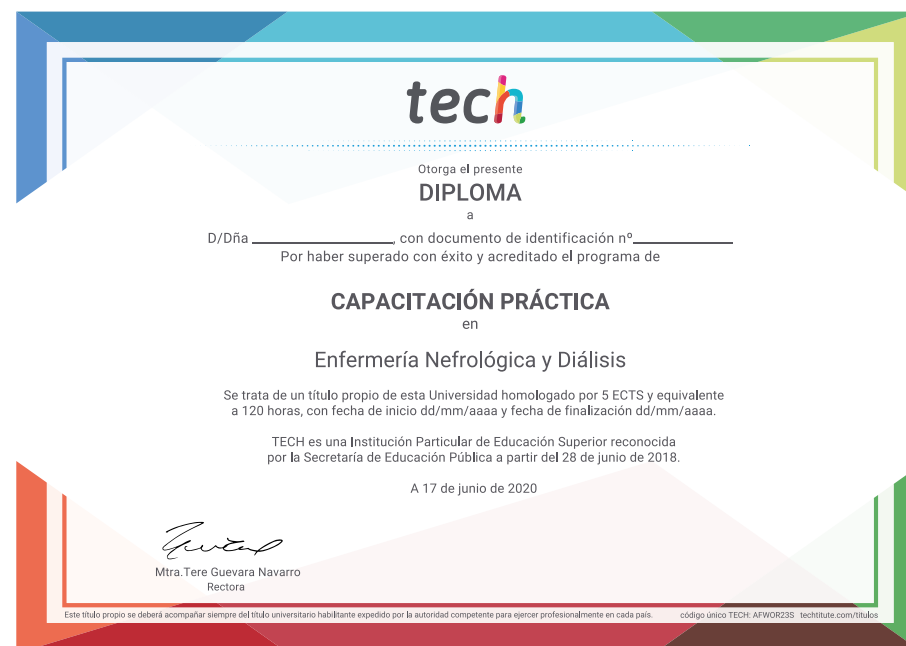 tech
Otorga el presente
DIPLOMA
a
D/Dña ____________________, con documento de identificación nº______________
Por haber superado con éxito y acreditado el programa de
CAPACITACIÓN PRÁCTICA
en
Enfermería Nefrológica y Diálisis
Se trata de un título propio de esta Universidad homologado por 5 ECTS y equivalente
a 120 horas, con fecha de inicio dd/mm/aaaa y fecha de finalización dd/mm/aaaa.
TECH es una Institución Particular de Educación Superior reconocida
por la Secretaría de Educación Pública a partir del 28 de junio de 2018.
A 17 de junio de 2020
Mtra.Tere Guevara Navarro
Rectora
Este título propio se deberá acompañar siempre del título universitario habilitante expedido por la autoridad competente para ejercer profesionalmente en cada país. código único TECH: AFWOR23S techtitute.com/titulos